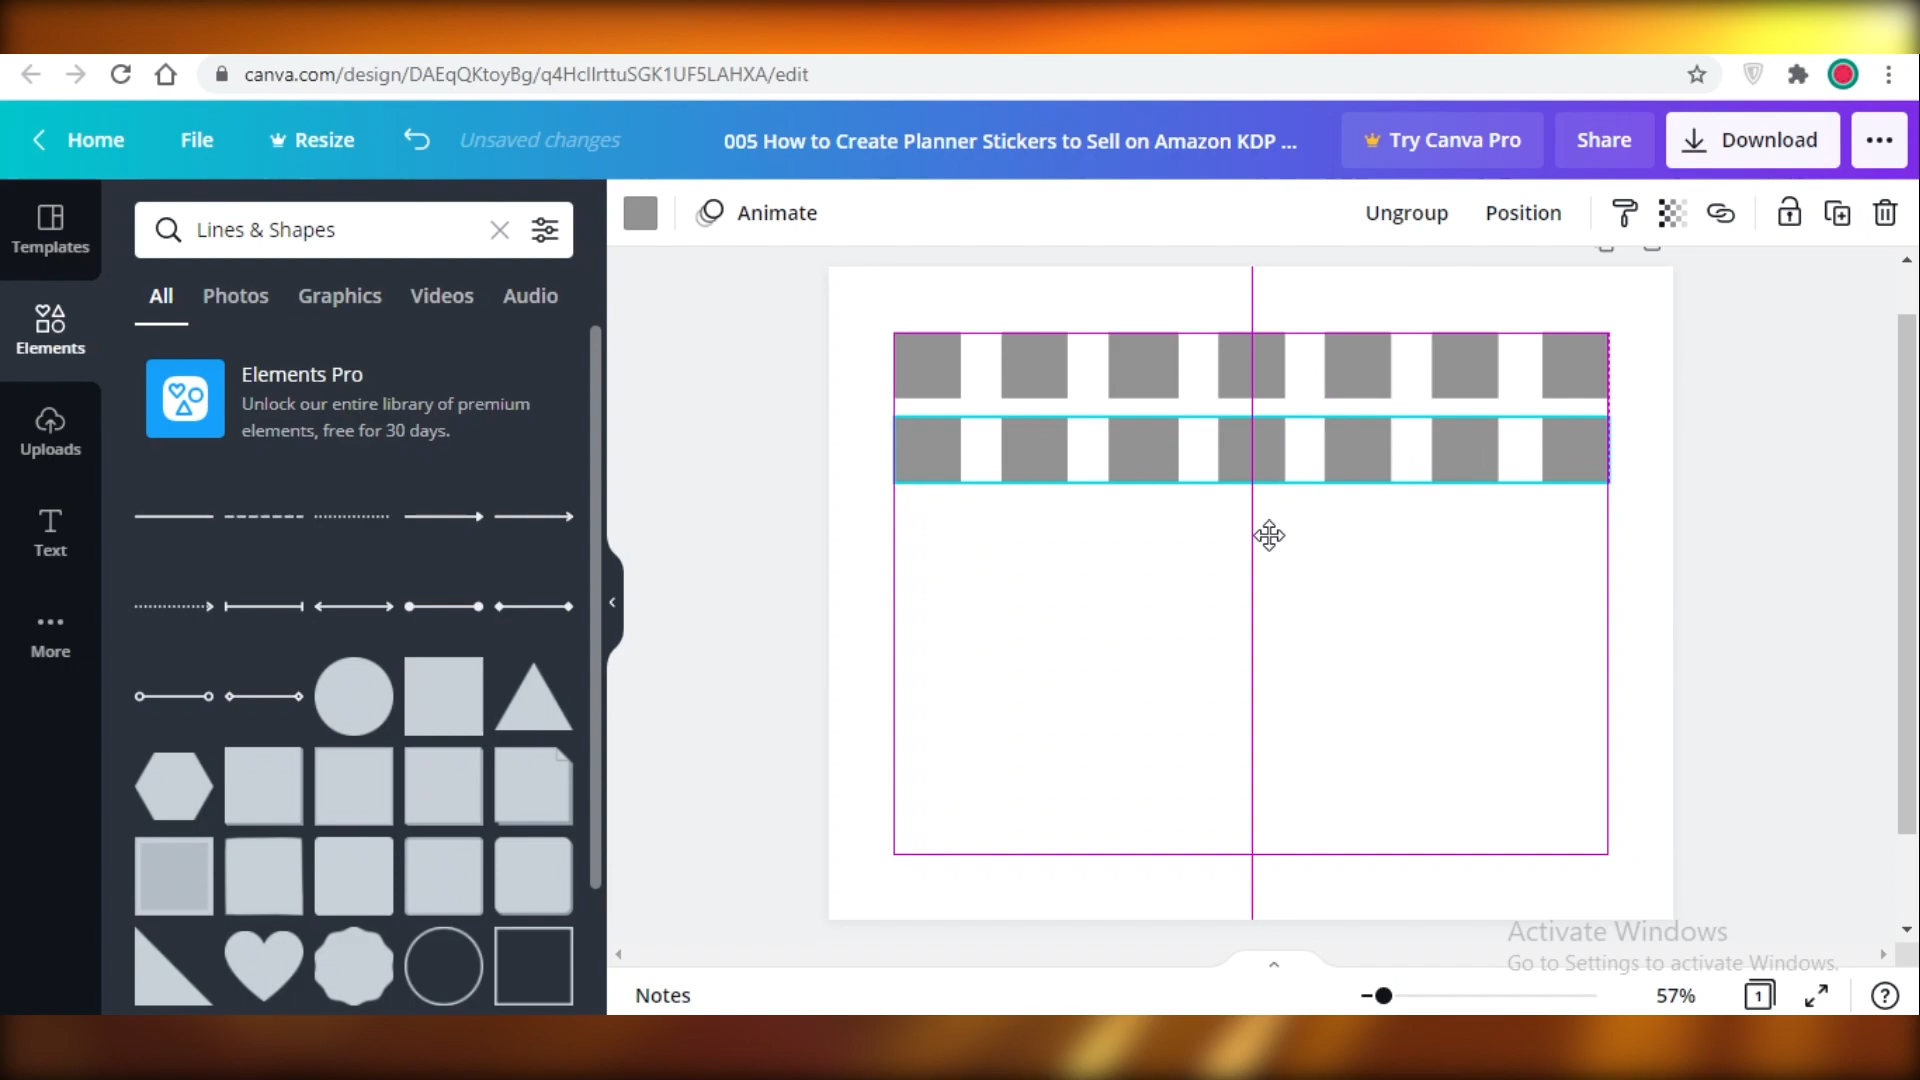 canva.com/design/DAEqQKtoyBg/q4HcIlrttuSGK1UF5LAHXA/edit
Home File Resize Unsaved changes 005 How to Create Planner Stickers to Sell on Amazon KDP ... Try Canva Pro Share Download
Templates
Elements
Uploads
Text
More
Lines & Shapes
All Photos Graphics Videos Audio
Elements Pro
Unlock our entire library of premium
elements, free for 30 days.
Animate Ungroup Position
Activate Windows
Go to Settings to activate Windows.
Notes 57% 1